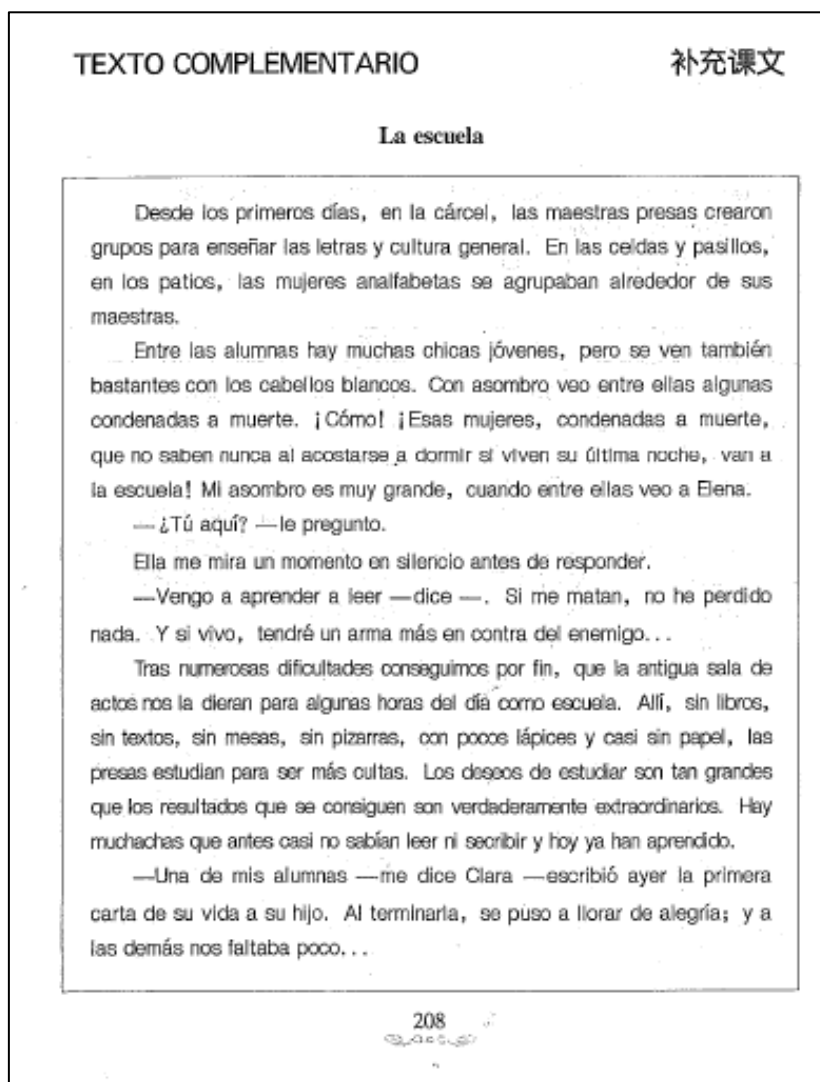 TEXTO COMPLEMENTARIO 补充课文
La escuela
Desde los primeros días, en la cárcel, las maestras presas crearon
grupos para enseñar las letras y cultura general. En las celdas y pasillos,
en los patios, las mujeres analfabetas se agrupaban alrededor de sus
maestras.
Entre las alumnas hay muchas chicas jóvenes, pero se ven también
bastantes con los cabellos blancos. Con asombro veo entre ellas algunas
condenadas a muerte. ¡Cómo! ¡Esas mujeres, condenadas a muerte,
que no saben nunca al acostarse a dormir si viven su última noche, van a
la escuela! Mi asombro es muy grande, cuando entre ellas veo a Elena.
— ¿Tú aquí? —le pregunto.
Ella me mira un momento en silencio antes de responder.
—Vengo a aprender a leer —dice —. Si me matan, no he perdido
nada. Y si vivo, tendré un arma más en contra del enemigo...
Tras numerosas dificultades conseguimos por fin, que la antigua sala de
actos nos la dieran para algunas horas del día como escuela. Allí, sin libros,
sin textos, sin mesas, sin pizarras, con pocos lápices y casi sin papel, las
presas estudian para ser más cultas. Los deseos de estudiar son tan grandes
que los resultados que se consiguen son verdaderamente extraordinarios. Hay
muchachas que antes casi no sabían leer ni secribir y hoy ya han aprendido.
—Una de mis alumnas —me dice Clara —escribió ayer la primera
carta de su vida a su hijo. Al terminarla, se puso a llorar de alegría; y a
las demás nos faltaba poco...
208